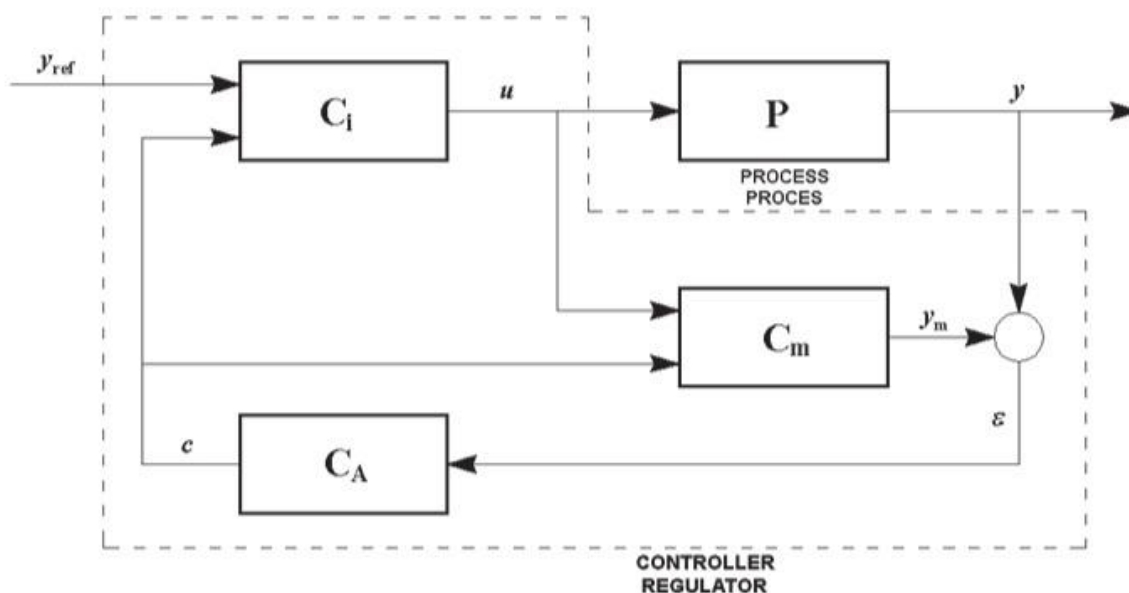 y_ref
C_i
u
P
y
PROCESS
PROCES
C_m
y_m
ε
c
C_A
CONTROLLER
REGULATOR